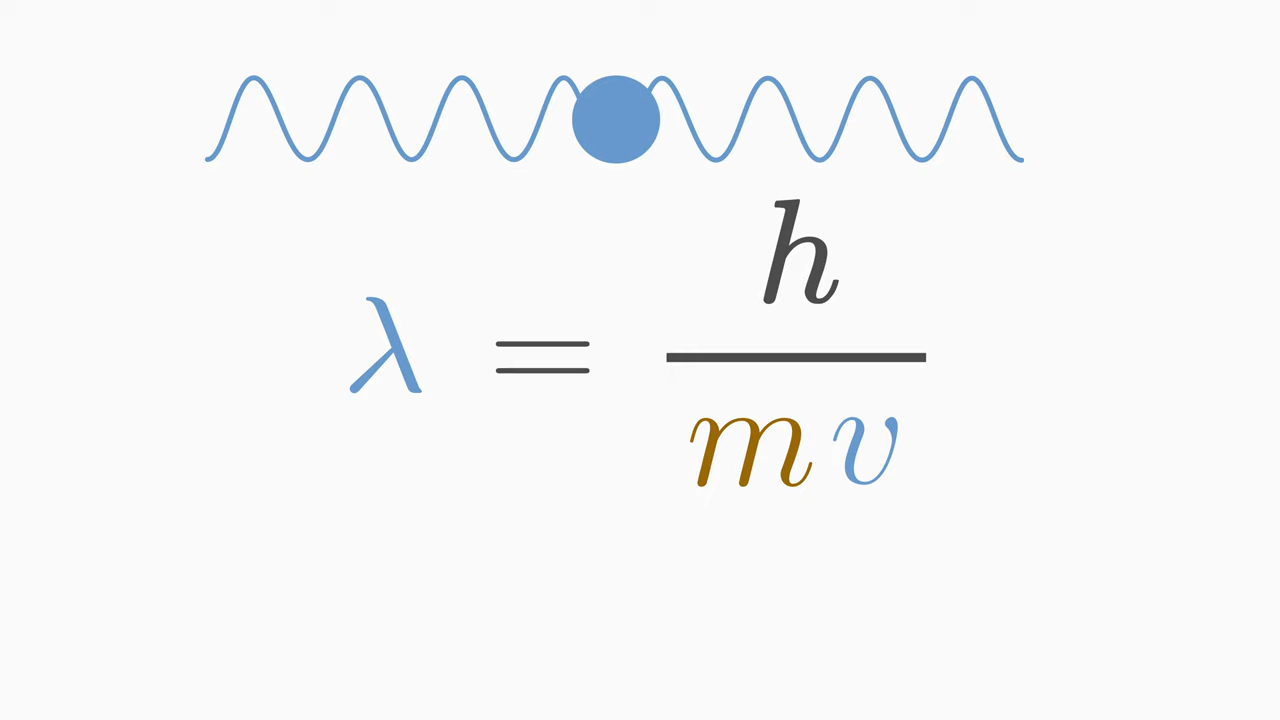 λ = h / mv